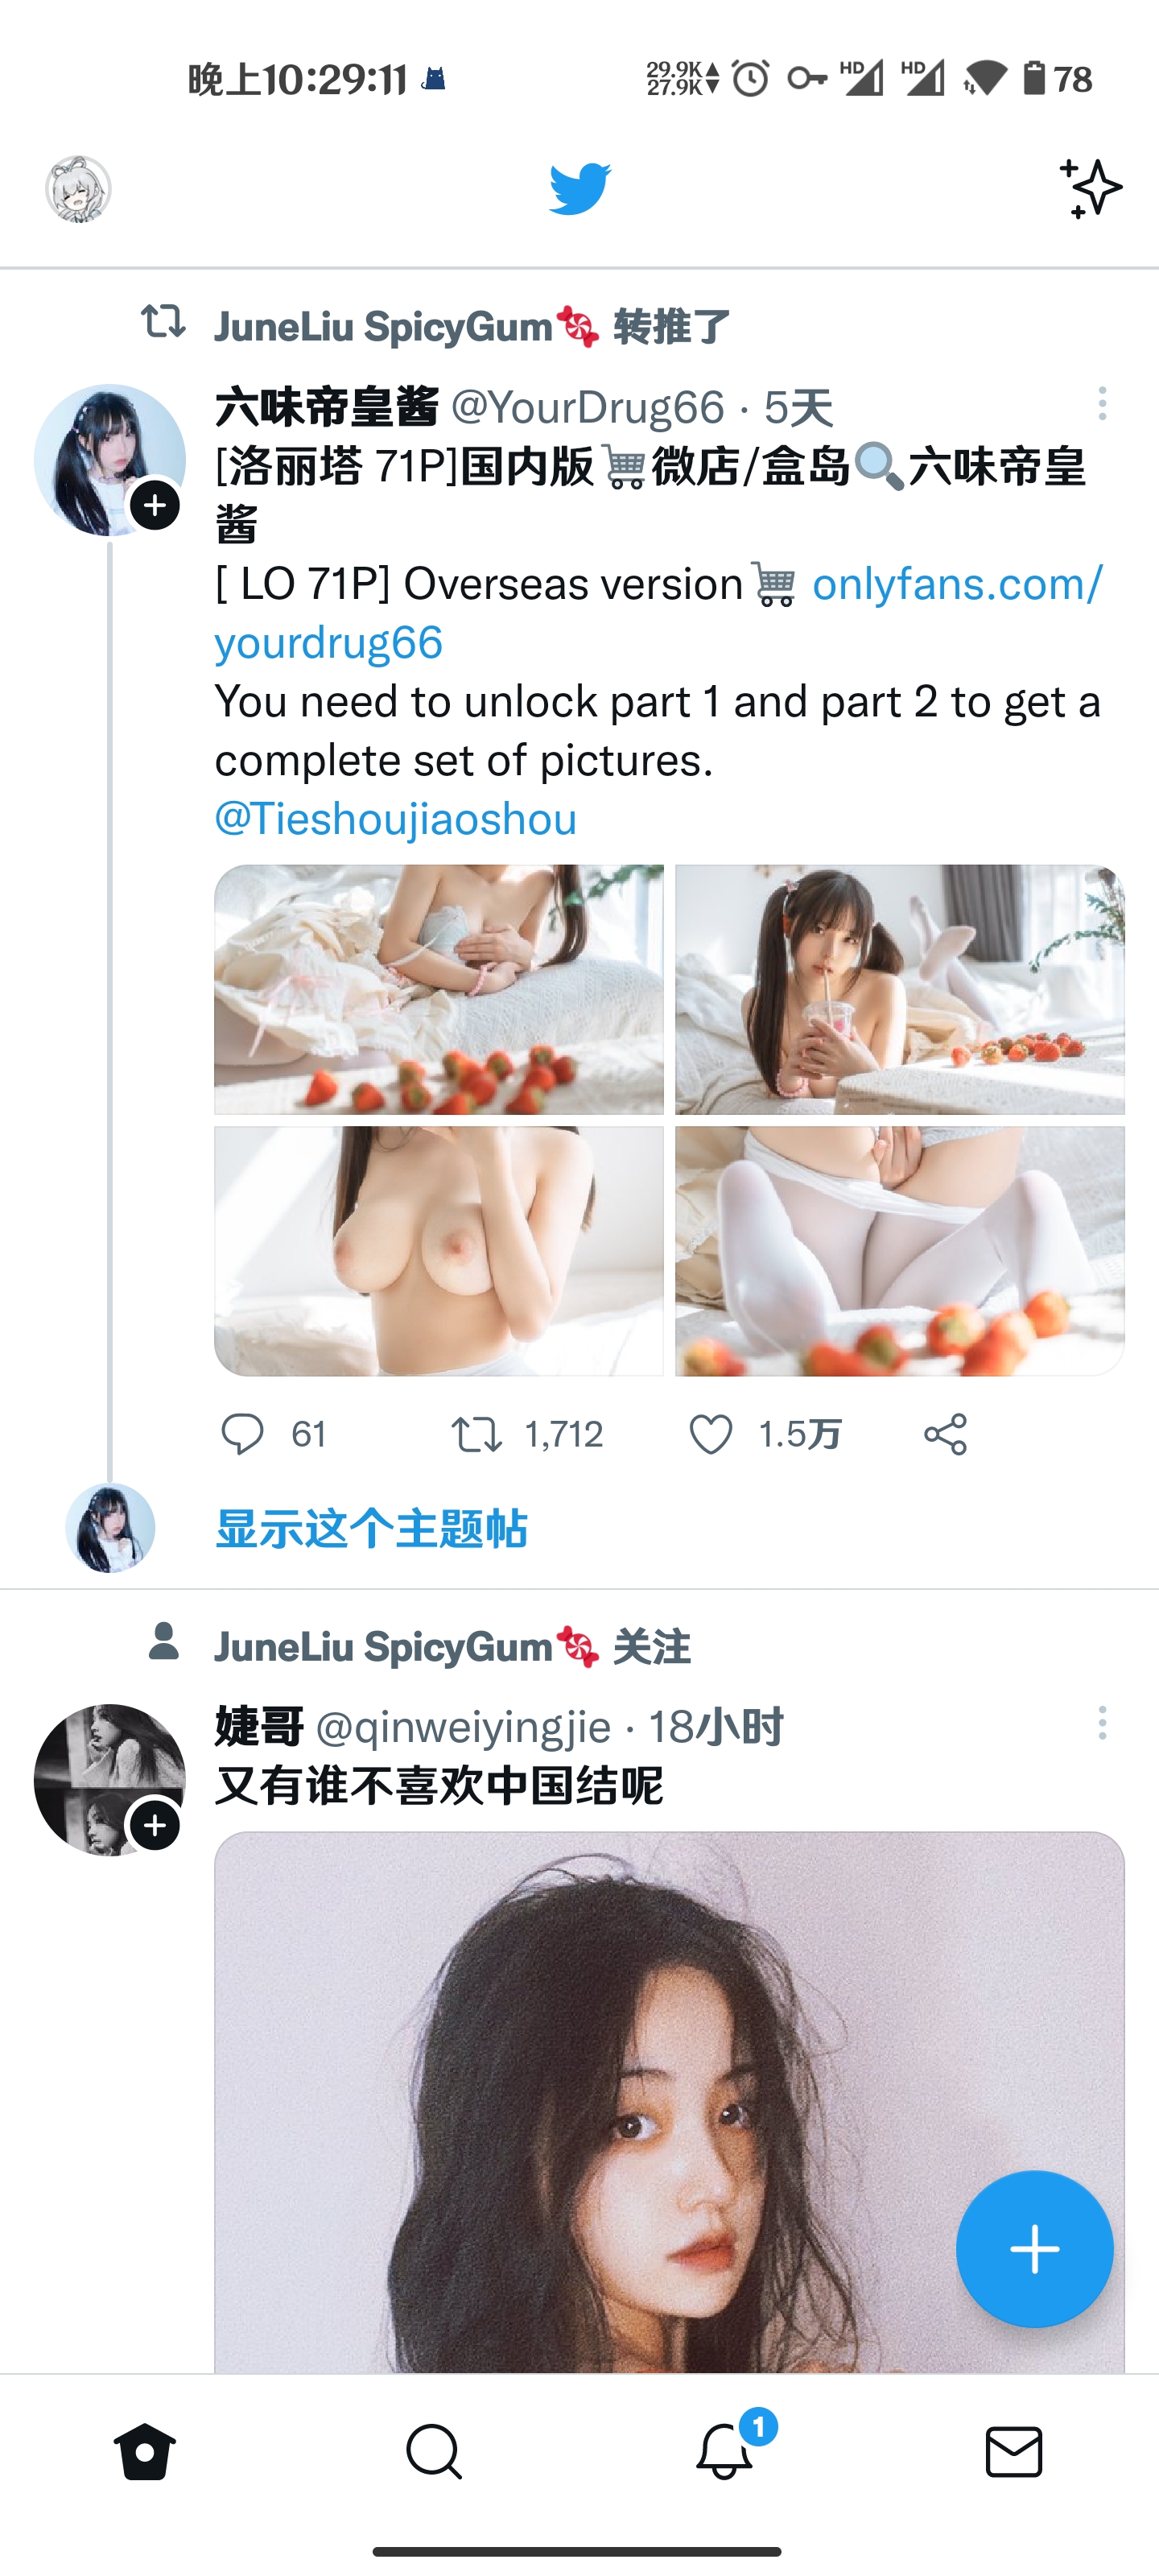 晚上10:29:11
29.9K
27.9K
HD
HD
78
JuneLiu SpicyGum🍬 转推了
六味帝皇酱 @YourDrug66 · 5天
[洛丽塔 71P]国内版🛒微店/盒岛🔍六味帝皇
酱
[ LO 71P] Overseas version🛒 onlyfans.com/
yourdrug66
You need to unlock part 1 and part 2 to get a
complete set of pictures.
@Tieshoujiaoshou
61
1,712
1.5万
显示这个主题帖
JuneLiu SpicyGum🍬 关注
婕哥 @qinweiyingjie · 18小时
又有谁不喜欢中国结呢
1